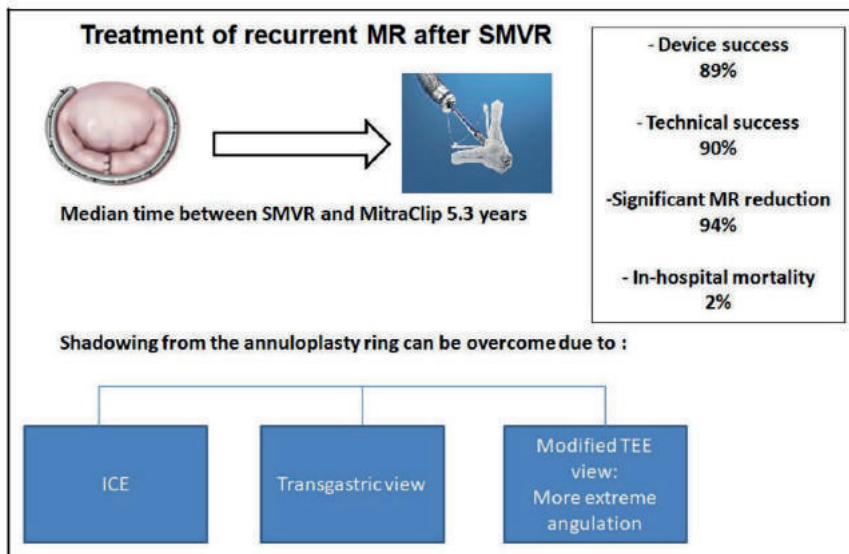 Treatment of recurrent MR after SMVR
- Device success
89%
- Technical success
90%
-Significant MR reduction
94%
- In-hospital mortality
2%
Median time between SMVR and MitraClip 5.3 years
Shadowing from the annuloplasty ring can be overcome due to :
ICE
Transgastric view
Modified TEE
view:
More extreme
angulation